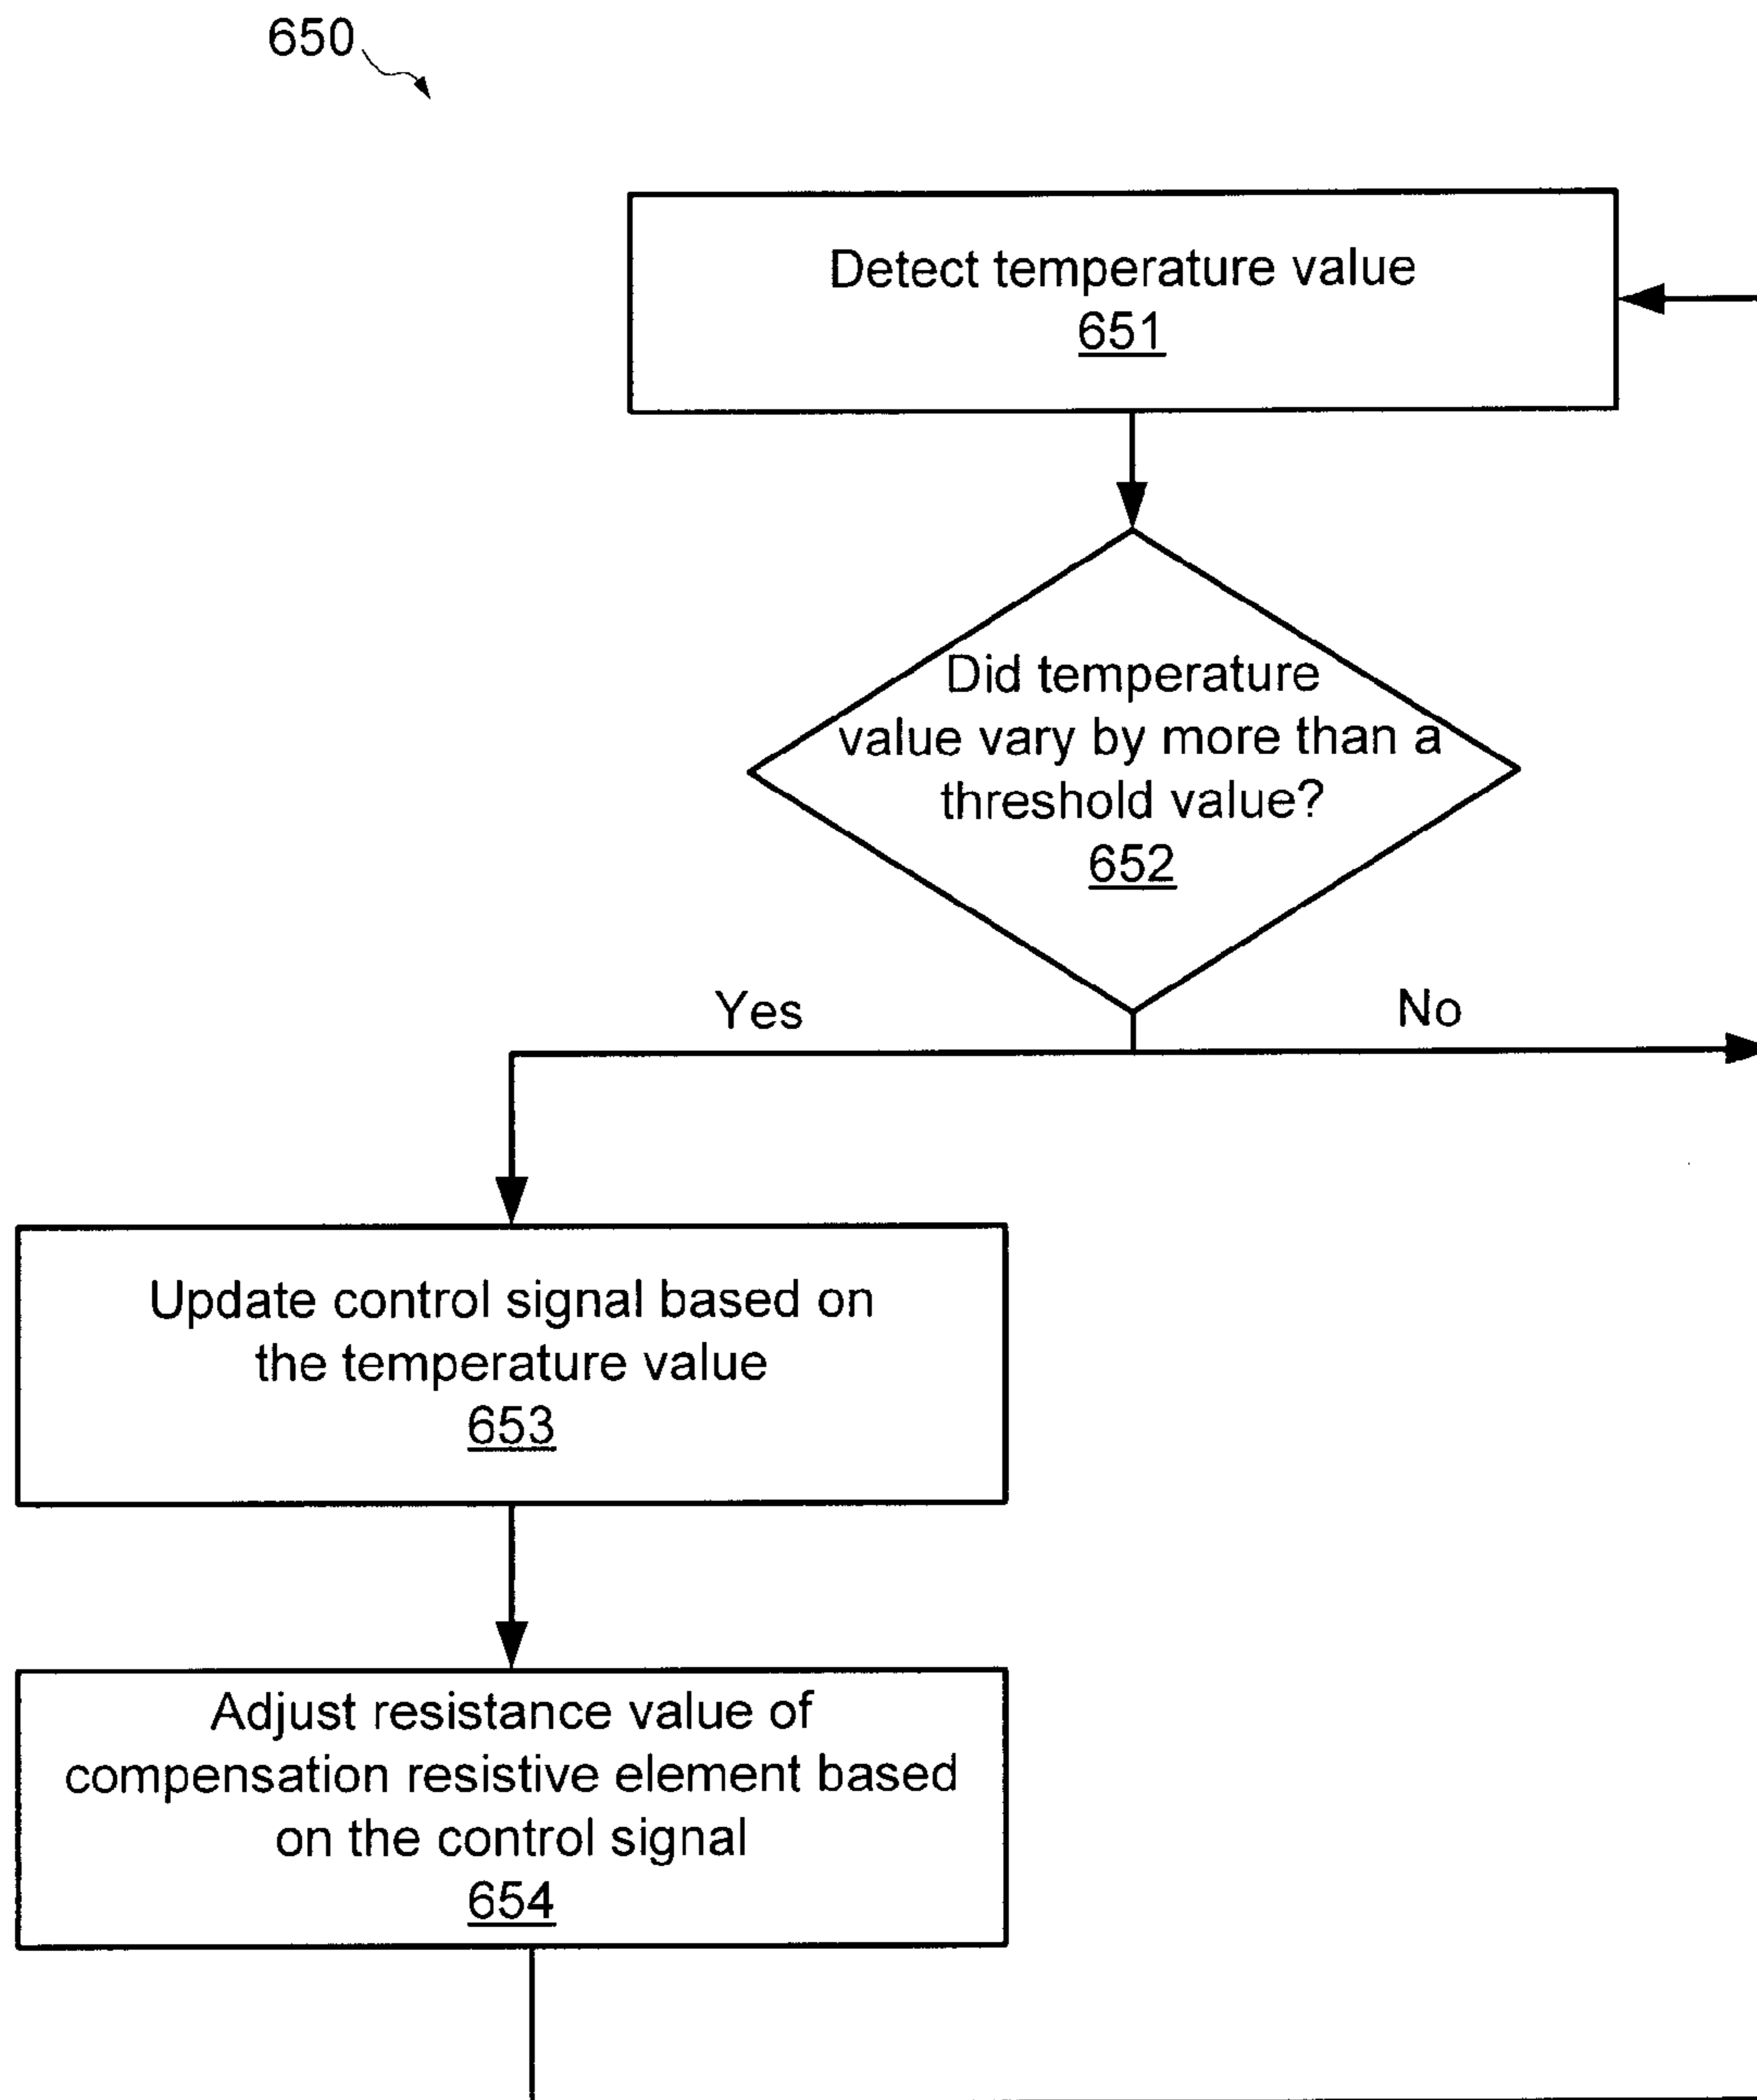 650
Detect temperature value
651
Did temperature
value vary by more than a
threshold value?
652
Yes
No
Update control signal based on
the temperature value
653
Adjust resistance value of
compensation resistive element based
on the control signal
654